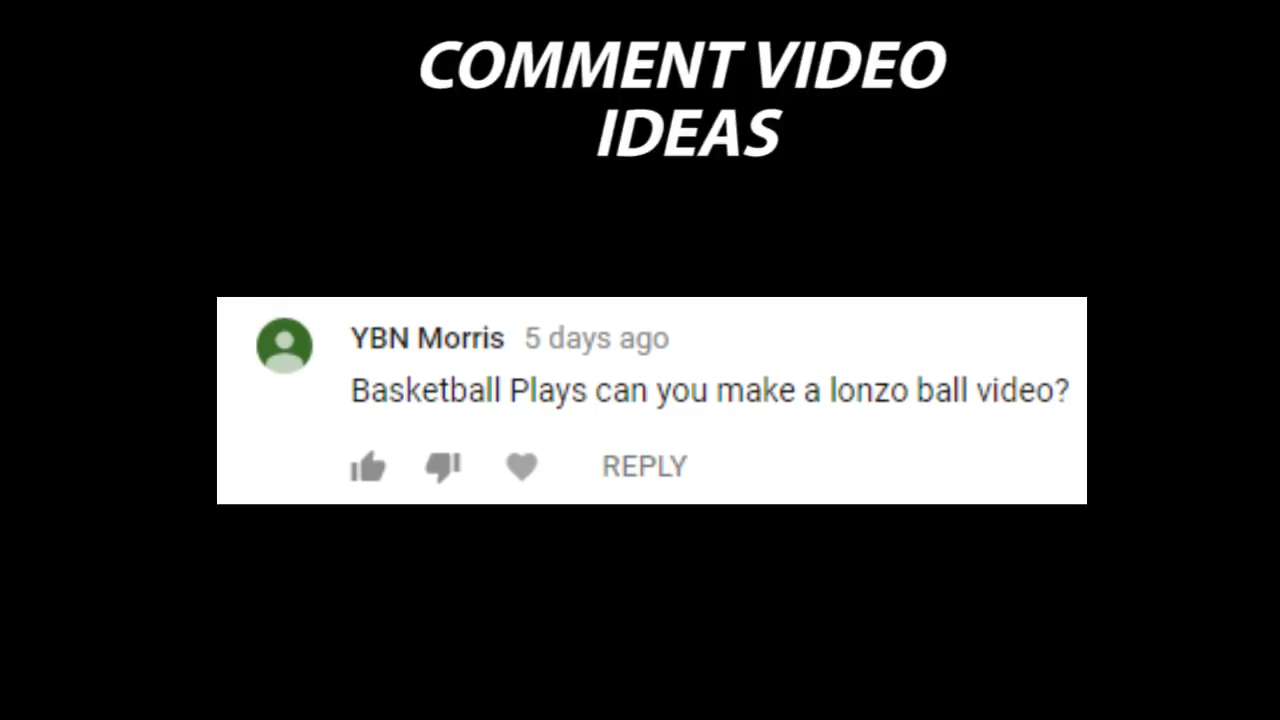 COMMENT VIDEO
IDEAS
YBN Morris 5 days ago
Basketball Plays can you make a lonzo ball video?
REPLY